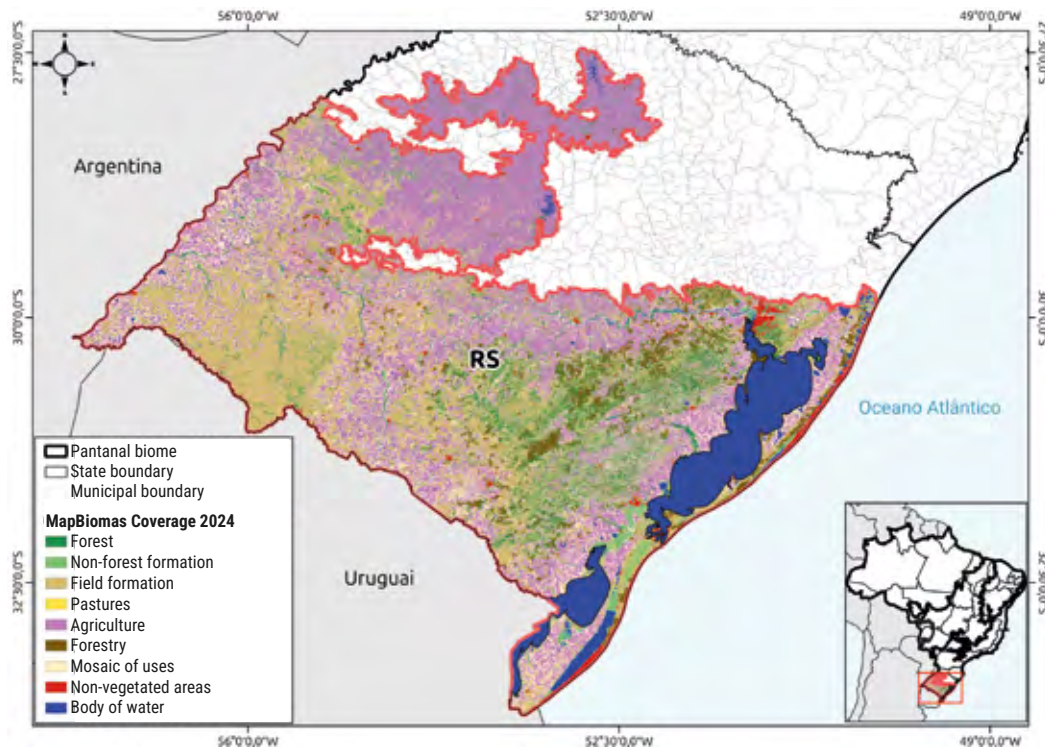 56°0'0,0"W 52°30'0,0"W 49°0'0,0"W
27°30'0,0"S
Argentina
30°0'0,0"S
RS
Oceano Atlântico
Pantanal biome
State boundary
Municipal boundary
MapBiomas Coverage 2024
Forest
Non-forest formation
Field formation
Pastures
Agriculture
Forestry
Mosaic of uses
Non-vegetated areas
Body of water
Uruguai
32°30'0,0"S
56°0'0,0"W 52°30'0,0"W 49°0'0,0"W